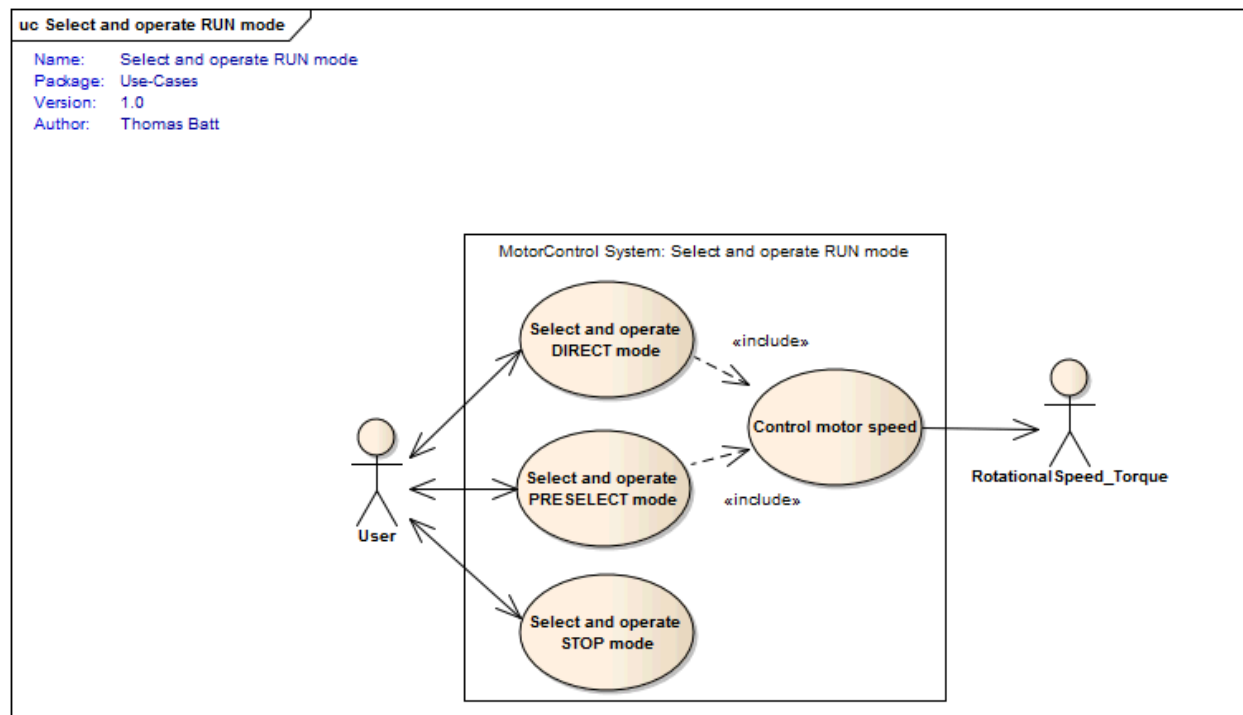 uc Select and operate RUN mode
Name: Select and operate RUN mode
Package: Use-Cases
Version: 1.0
Author: Thomas Batt
MotorControl System: Select and operate RUN mode
Select and operate
DIRECT mode
«include»
Control motor speed
RotationalSpeed_Torque
Select and operate
PRESELECT mode
«include»
User
Select and operate
STOP mode